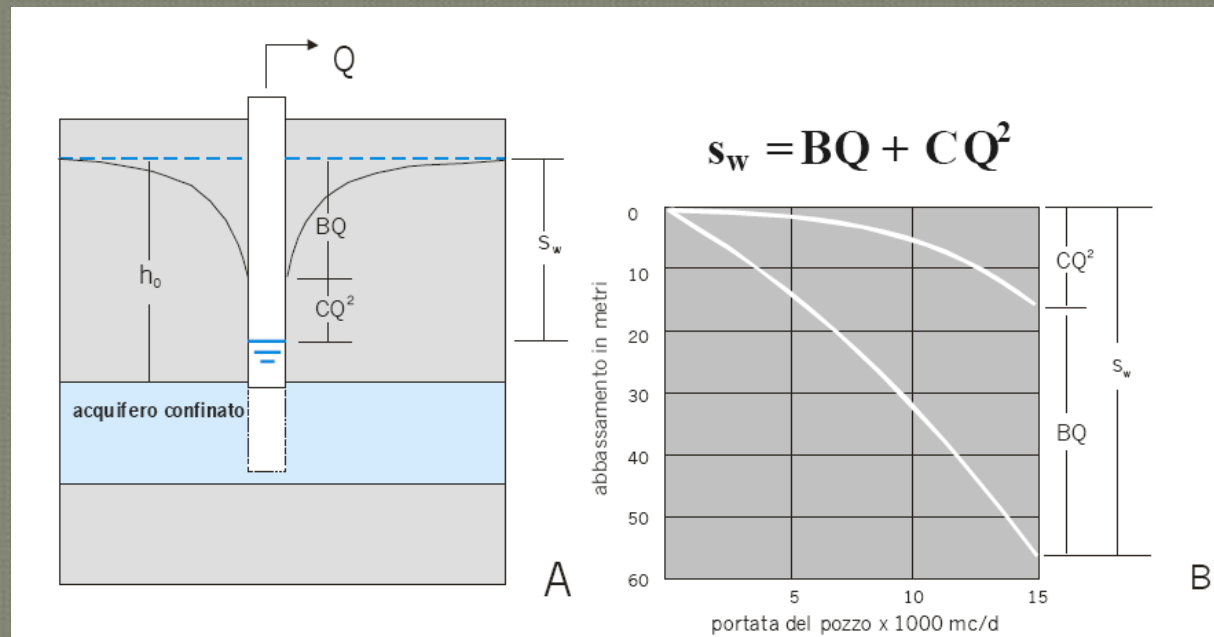 Q
BQ
s_w
h₀
CQ²
acquifero confinato
A
s_w = BQ + CQ²
0
10
20
30
40
50
60
abbassamento in metri
5
10
15
portata del pozzo x 1000 mc/d
CQ²
s_w
BQ
B